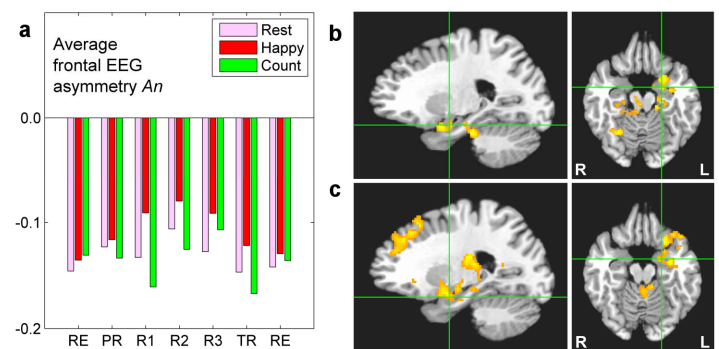 a
Average
frontal EEG
asymmetry An
Rest
Happy
Count
0.0
-0.1
-0.2
RE PR R1 R2 R3 TR RE
b
R L
c
R L